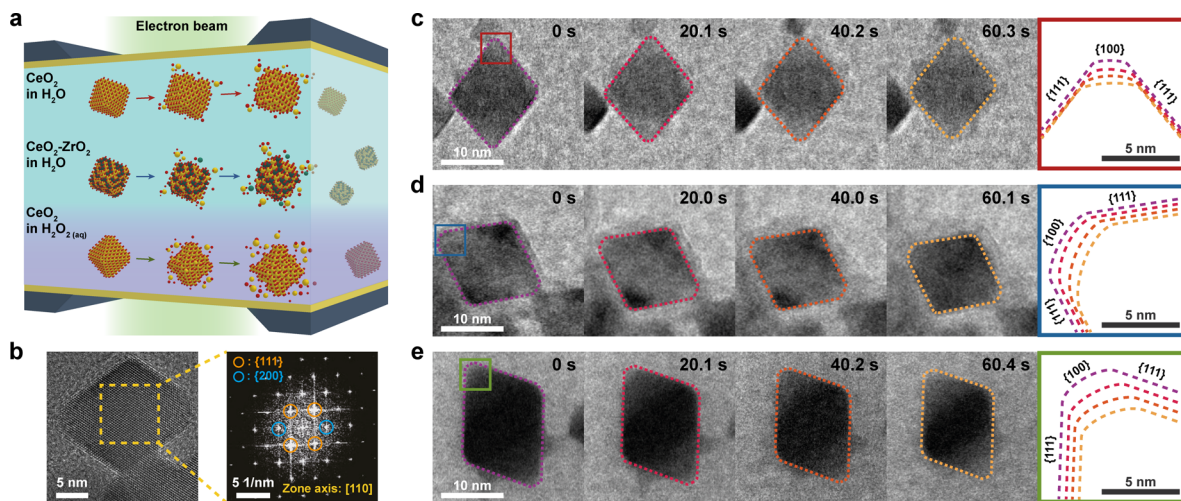 a
Electron beam
CeO2
in H2O
CeO2-ZrO2
in H2O
CeO2
in H2O2 (aq)
b
5 nm
: {111}
: {200}
5 1/nm
Zone axis: [110]
c
0 s
20.1 s
40.2 s
60.3 s
10 nm
{100}
{111}
{111}
5 nm
d
0 s
20.0 s
40.0 s
60.1 s
10 nm
{111}
{100}
{111}
5 nm
e
0 s
20.1 s
40.2 s
60.4 s
10 nm
{100}
{111}
{111}
5 nm